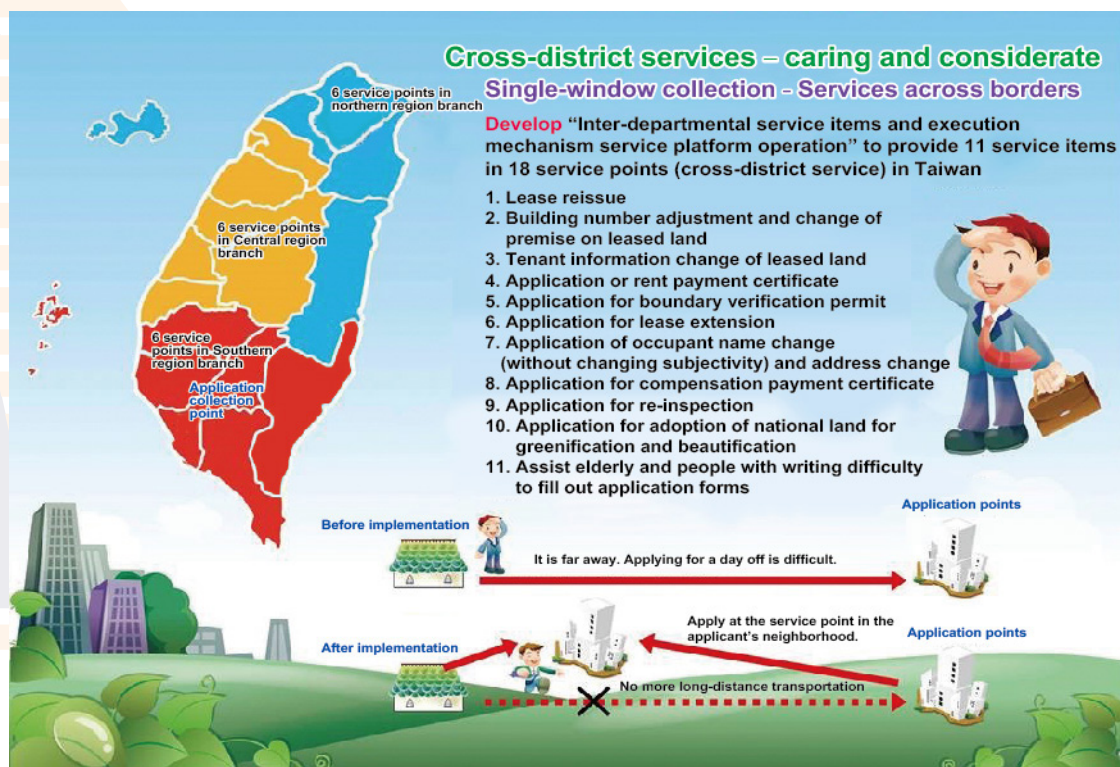 Cross-district services – caring and considerate
Single-window collection – Services across borders
Develop “Inter-departmental service items and execution
mechanism service platform operation” to provide 11 service items
in 18 service points (cross-district service) in Taiwan
1. Lease reissue
2. Building number adjustment and change of
premise on leased land
3. Tenant information change of leased land
4. Application or rent payment certificate
5. Application for boundary verification permit
6. Application for lease extension
7. Application of occupant name change
(without changing subjectivity) and address change
8. Application for compensation payment certificate
9. Application for re-inspection
10. Application for adoption of national land for
greenification and beautification
11. Assist elderly and people with writing difficulty
to fill out application forms
6 service points in
northern region branch
6 service points
in Central region
branch
6 service
points in Southern
region branch
Application
collection
point
Before implementation
It is far away. Applying for a day off is difficult.
Application points
After implementation
Apply at the service point in the
applicant’s neighborhood.
Application points
No more long-distance transportation